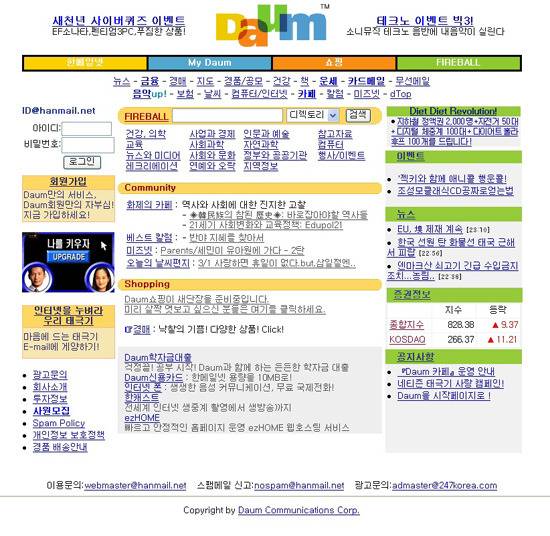 새천년 사이버퀴즈 이벤트
EF소나타,펜티엄3PC,푸짐한 상품!
Daum
TM
테크노 이벤트 빅3!
소니뮤직 테크노 음반에 내음악이 실린다
한메일넷
My Daum
쇼핑
FIREBALL
뉴스 - 금융 - 경매 - 지도 - 경품/공모 - 건강 - 책 - 운세 - 카드메일 - 무선메일
음악up! - 보험 - 날씨 - 컴퓨터/인터넷 - 카페 - 칼럼 - 미즈넷 - dTop
ID@hanmail.net
아이디:
비밀번호:
로그인
회원가입
Daum만의 서비스,
Daum회원만의 자부심!
지금 가입하세요!
나를 키우자
UPGRADE
인터넷을 누벼라
우리 태극기
마음에 드는 태극기
E-mail에 게양하기!
광고문의
회사소개
투자정보
사원모집
Spam Policy
개인정보 보호정책
경품 배송안내
FIREBALL
디렉토리
검색
건강, 의학
사업과 경제
인문과 예술
참고자료
교육
사회과학
자연과학
컴퓨터
뉴스와 미디어
사회와 문화
정부와 공공기관
행사/이벤트
레크리에이션
연예와 오락
지역정보
Community
화제의 카페 : 역사와 사회에 대한 진지한 고찰
- ◈韓民族의 참된 歷史◈: 바로잡아야할 역사들
- 21세기 사회변화와 교육정책: Edupol21
베스트 칼럼 - 반야 지혜를 찾아서
미즈넷 : Parents/세민이 유아원에 가다 - 2탄
오늘의 날씨편지 : 3/1 사랑하면 휴일이 없다.but,삼일절엔..
Shopping
Daum쇼핑이 새단장을 준비중입니다.
미리 살짝 엿보고 싶으신 분들은 여기를 클릭하세요.
경매 : 낙찰의 기쁨! 다양한 상품! Click!
Daum학자금대출
걱정끝! 공부 시작! Daum과 함께 하는 든든한 학자금 대출
Daum신용카드 : 한메일넷 용량을 10MB로!
인터넷 폰 : 생생한 음성 커뮤니케이션, 무료 국제전화!
한캐스트
전세계 인터넷 생중계 촬영에서 생방송까지
ezHOME
빠르고 안정적인 홈페이지 운영 ezHOME 웹호스팅 서비스
Diet Diet Revolution!
지하철 정액권 2,000명+자전거 50대
+디지털 체중계 100대+다이어트콜라
쿠프 100개를 드립니다!
이벤트
'젝키와 함께 애니콜 행운콜!
조성모클래식CD공짜로얻는법
뉴스
EU, 埃 제재 계속 [23:10]
한국 선원 탄 화물선 태국 근해
서 피랍 [22:56]
덴마크산 쇠고기 긴급 수입금지
조치...농림 [22:39]
증권정보
지수
등락
종합지수
828.38
▲ 9.37
KOSDAQ
266.37
▲ 11.21
공지사항
『Daum 카페』 운영 안내
네티즌 태극기 사랑 캠페인!
Daum을 시작페이지로 !
이용문의:webmaster@hanmail.net 스팸메일 신고:nospam@hanmail.net 광고문의:admaster@247korea.com
Copyright by Daum Communications Corp.